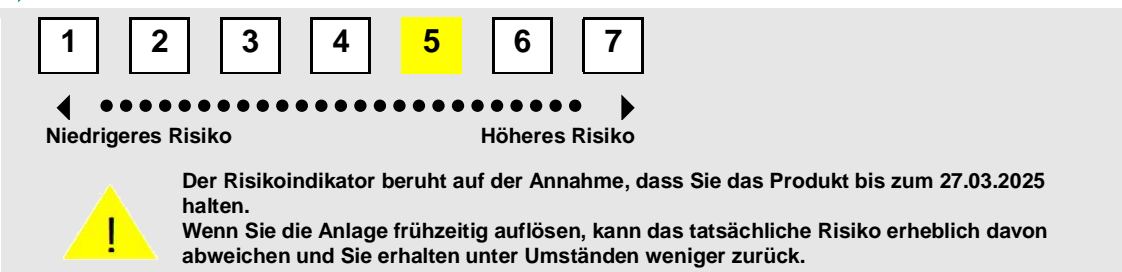 1 2 3 4 5 6 7
Niedrigeres Risiko Höheres Risiko
Der Risikoindikator beruht auf der Annahme, dass Sie das Produkt bis zum 27.03.2025
halten.
Wenn Sie die Anlage frühzeitig auflösen, kann das tatsächliche Risiko erheblich davon
! abweichen und Sie erhalten unter Umständen weniger zurück.